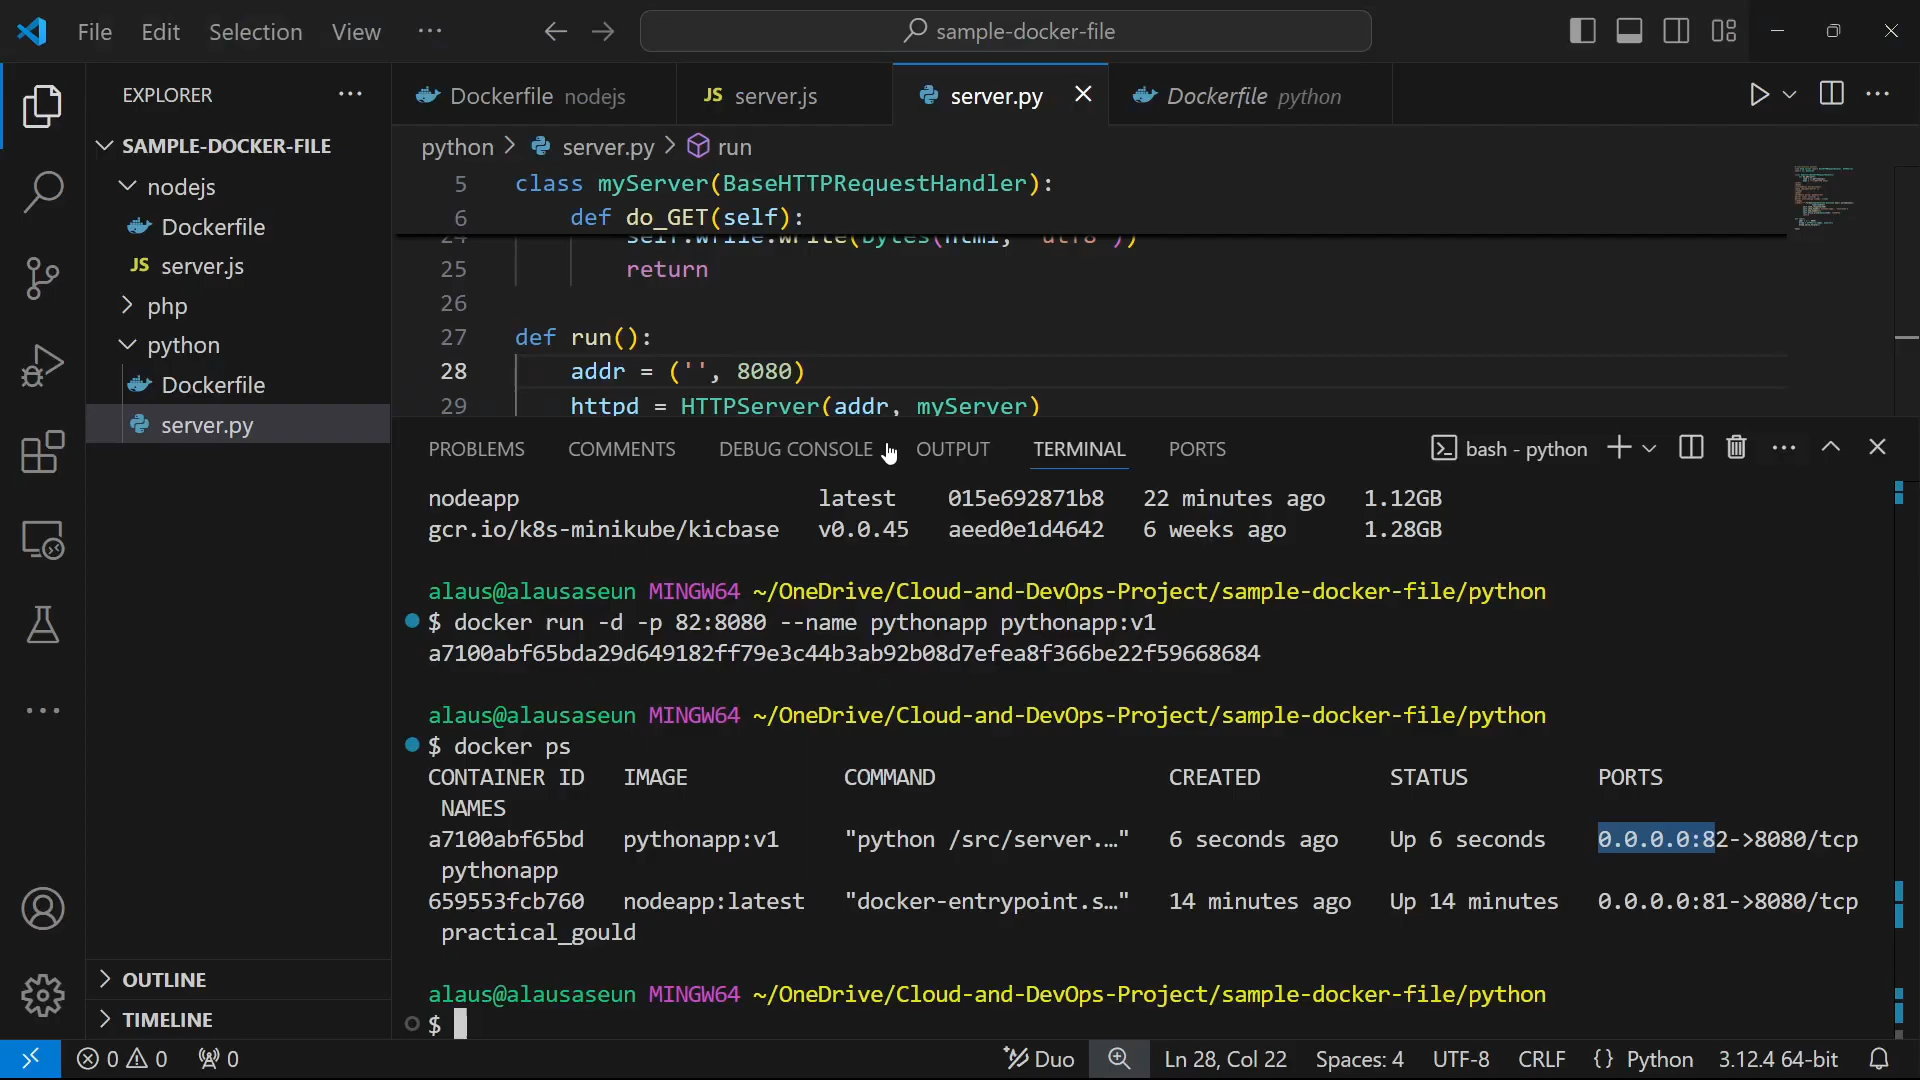 File Edit Selection View ... sample-docker-file
EXPLORER ...
SAMPLE-DOCKER-FILE
nodejs
Dockerfile
JS server.js
php
python
Dockerfile
server.py
OUTLINE
TIMELINE
Dockerfile nodejs JS server.js server.py Dockerfile python
python > server.py > run
5 class myServer(BaseHTTPRequestHandler):
6 def do_GET(self):
24 self.wfile.write(bytes(html, "utf8"))
25 return
26
27 def run():
28 addr = ('', 8080)
29 httpd = HTTPServer(addr, myServer)
PROBLEMS COMMENTS DEBUG CONSOLE OUTPUT TERMINAL PORTS bash - python
nodeapp latest 015e692871b8 22 minutes ago 1.12GB
gcr.io/k8s-minikube/kicbase v0.0.45 aeed0e1d4642 6 weeks ago 1.28GB
alaus@alausaseun MINGW64 ~/OneDrive/Cloud-and-DevOps-Project/sample-docker-file/python
$ docker run -d -p 82:8080 --name pythonapp pythonapp:v1
a7100abf65bda29d649182ff79e3c44b3ab92b08d7efea8f366be22f59668684
alaus@alausaseun MINGW64 ~/OneDrive/Cloud-and-DevOps-Project/sample-docker-file/python
$ docker ps
CONTAINER ID IMAGE COMMAND CREATED STATUS PORTS
NAMES
a7100abf65bd pythonapp:v1 "python /src/server.…" 6 seconds ago Up 6 seconds 0.0.0.0:82->8080/tcp
pythonapp
659553fcb760 nodeapp:latest "docker-entrypoint.s…" 14 minutes ago Up 14 minutes 0.0.0.0:81->8080/tcp
practical_gould
alaus@alausaseun MINGW64 ~/OneDrive/Cloud-and-DevOps-Project/sample-docker-file/python
$
0 0 0 Duo Ln 28, Col 22 Spaces: 4 UTF-8 CRLF {} Python 3.12.4 64-bit